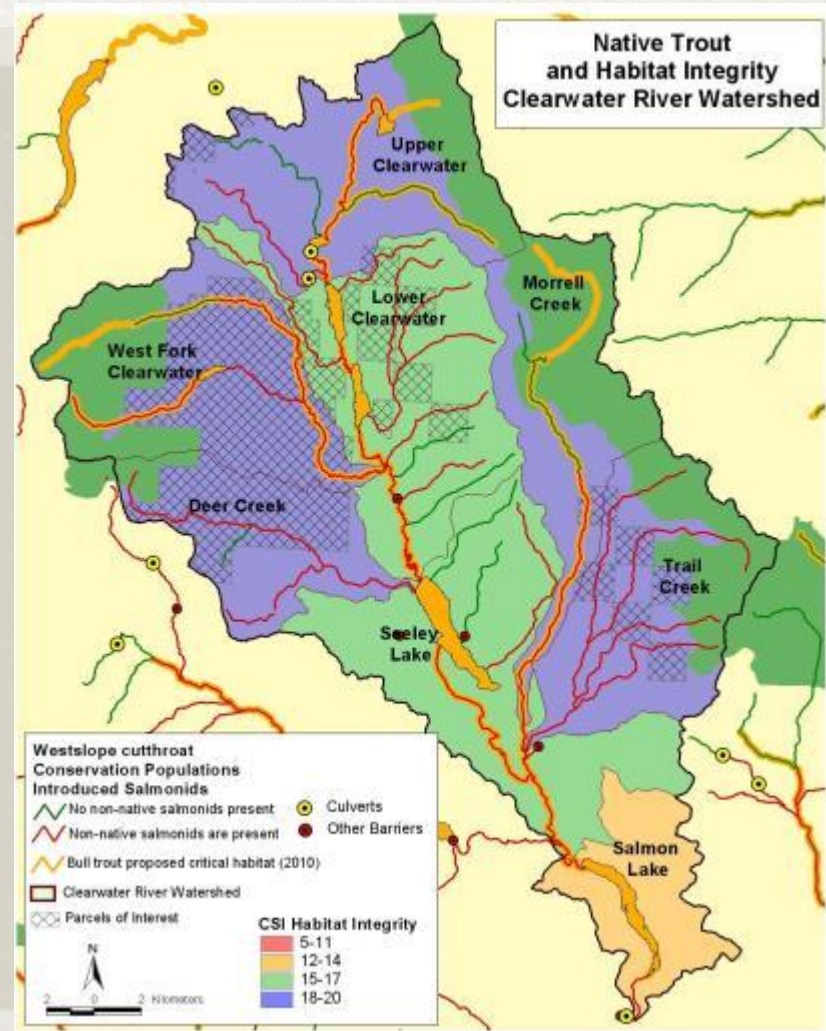 Native Trout
and Habitat Integrity
Clearwater River Watershed
Upper
Clearwater
Morrell
Creek
Lower
Clearwater
West Fork
Clearwater
Deer Creek
Trail
Creek
Seeley
Lake
Salmon
Lake
Westslope cutthroat
Conservation Populations
Introduced Salmonids
No non-native salmonids present
Non-native salmonids are present
Bull trout proposed critical habitat (2010)
Clearwater River Watershed
Parcels of Interest
Culverts
Other Barriers
CSI Habitat Integrity
5-11
12-14
15-17
18-20
N
2 0 2 Kilometers